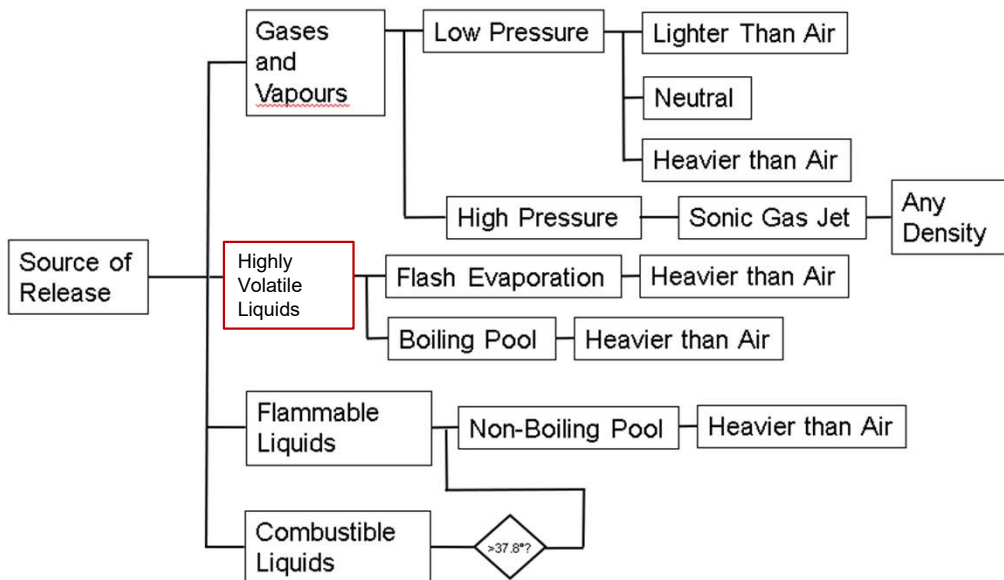 Gases
and
Vapours
Low Pressure
Lighter Than Air
Neutral
Heavier than Air
High Pressure
Sonic Gas Jet
Any
Density
Source of
Release
Highly
Volatile
Liquids
Flash Evaporation
Heavier than Air
Boiling Pool
Heavier than Air
Flammable
Liquids
Non-Boiling Pool
Heavier than Air
Combustible
Liquids
>37.8°?